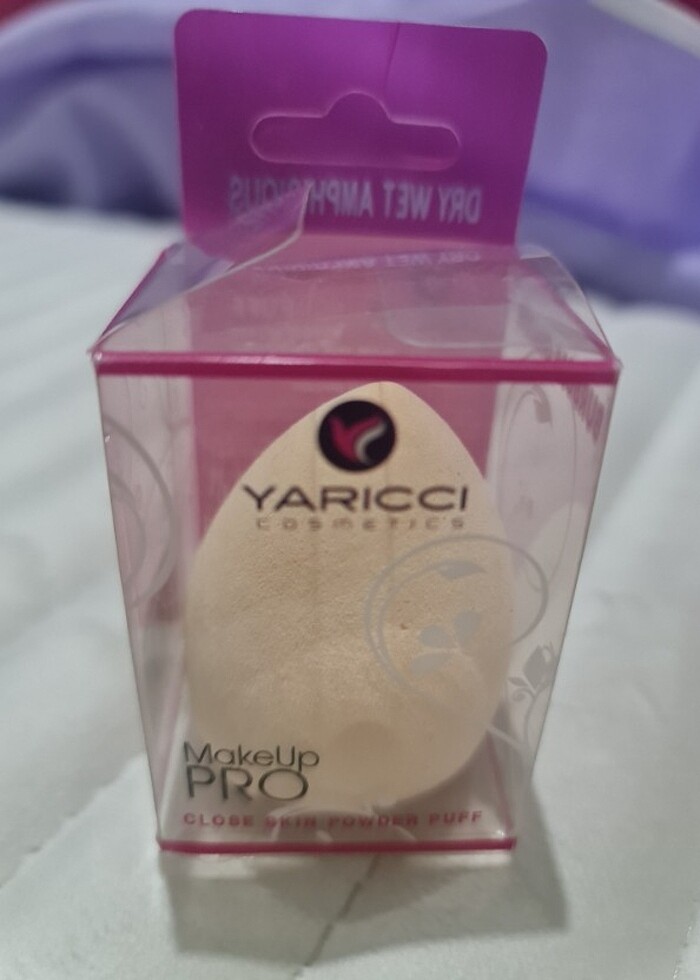 DRY WET AMPHIBIOUS
YARICCI
COSMETICS
MakeUp
PRO
CLOSE SKIN POWDER PUFF